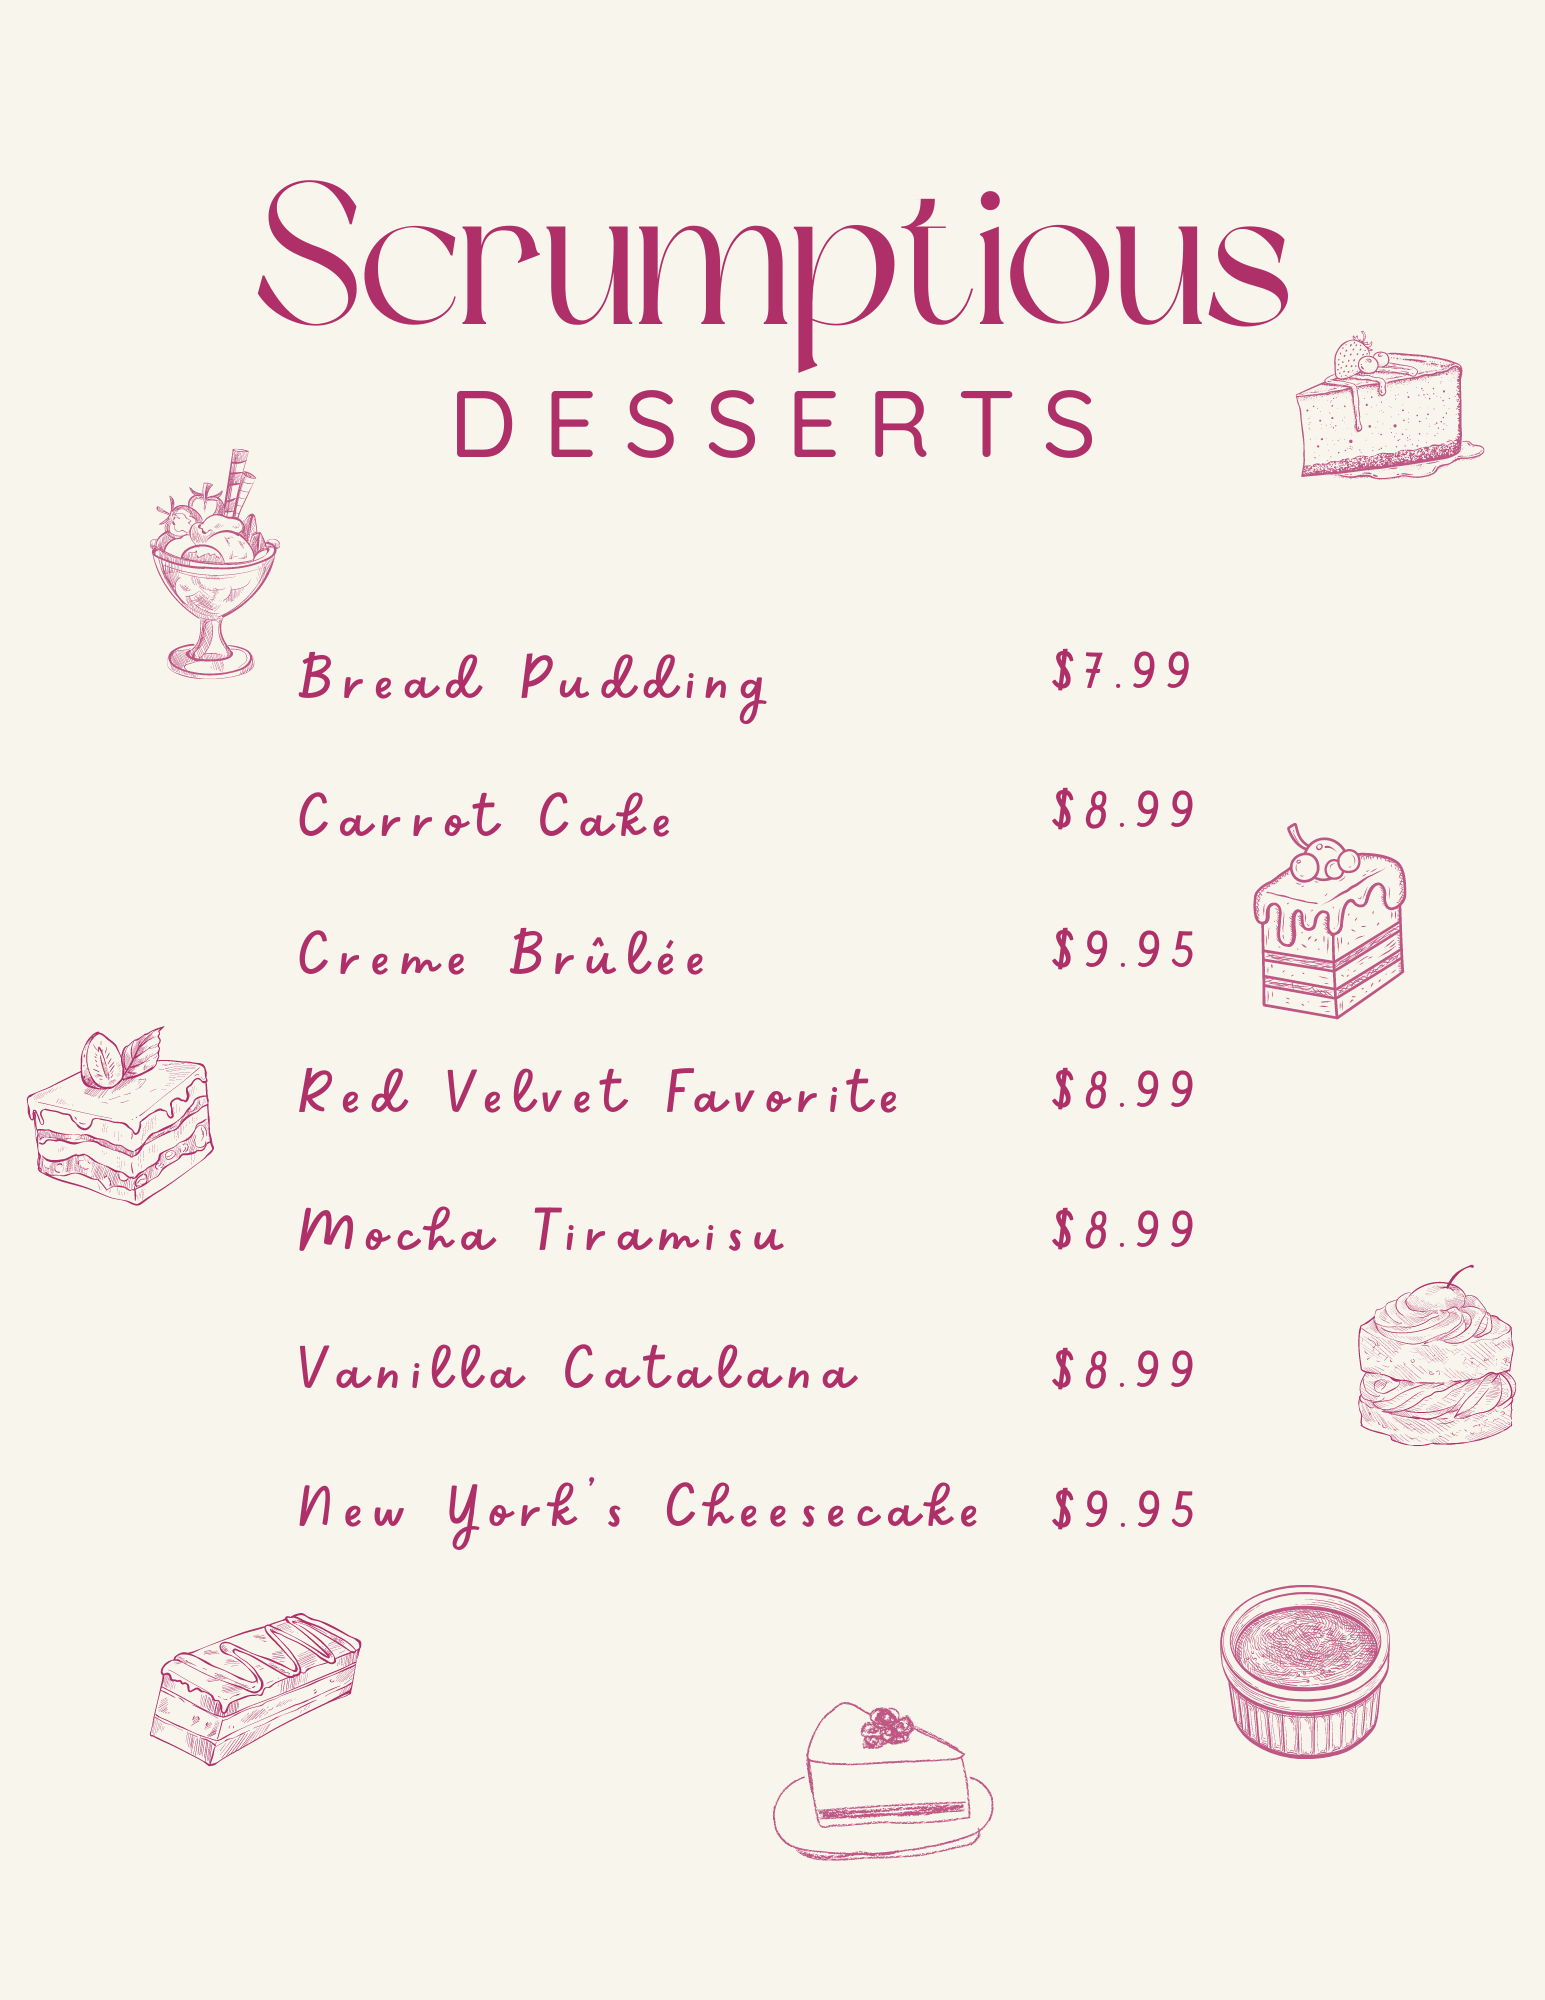 Scrumptious
DESSERTS
Bread Pudding $7.99
Carrot Cake $8.99
Creme Brûlée $9.95
Red Velvet Favorite $8.99
Mocha Tiramisu $8.99
Vanilla Catalana $8.99
New York's Cheesecake $9.95